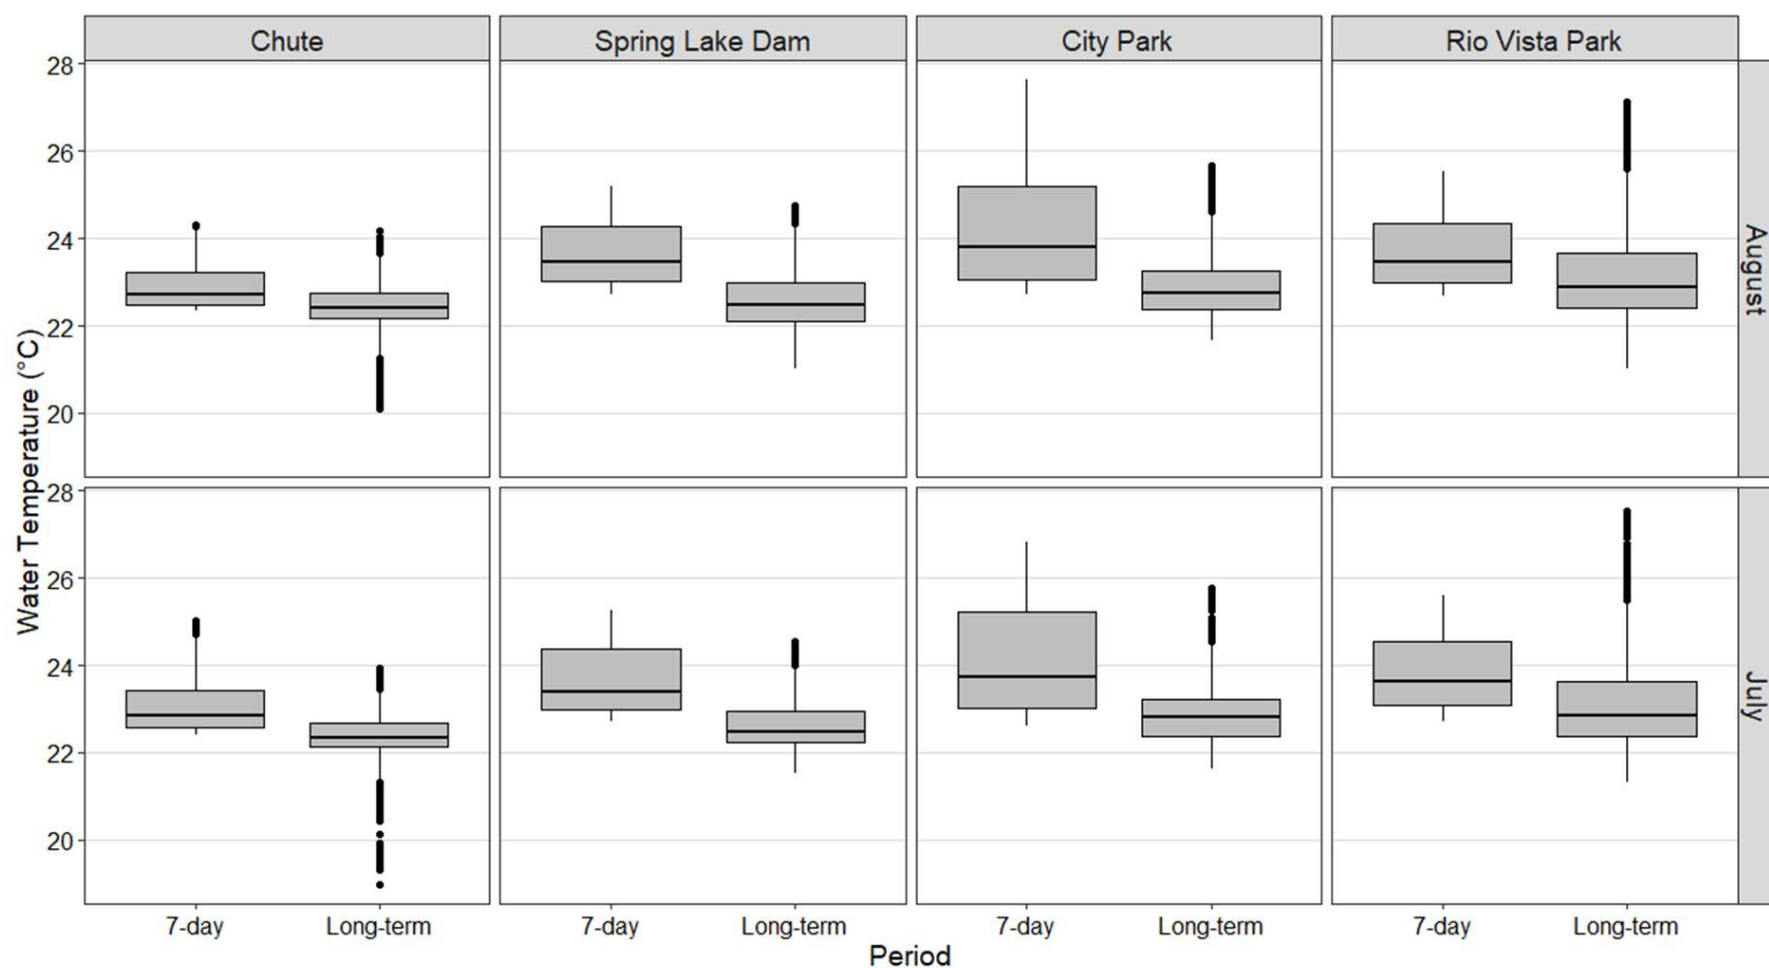 Chute Spring Lake Dam City Park Rio Vista Park
28
26
24
22
20
August
28
26
24
22
20
July
Water Temperature (°C)
7-day Long-term 7-day Long-term 7-day Long-term 7-day Long-term
Period